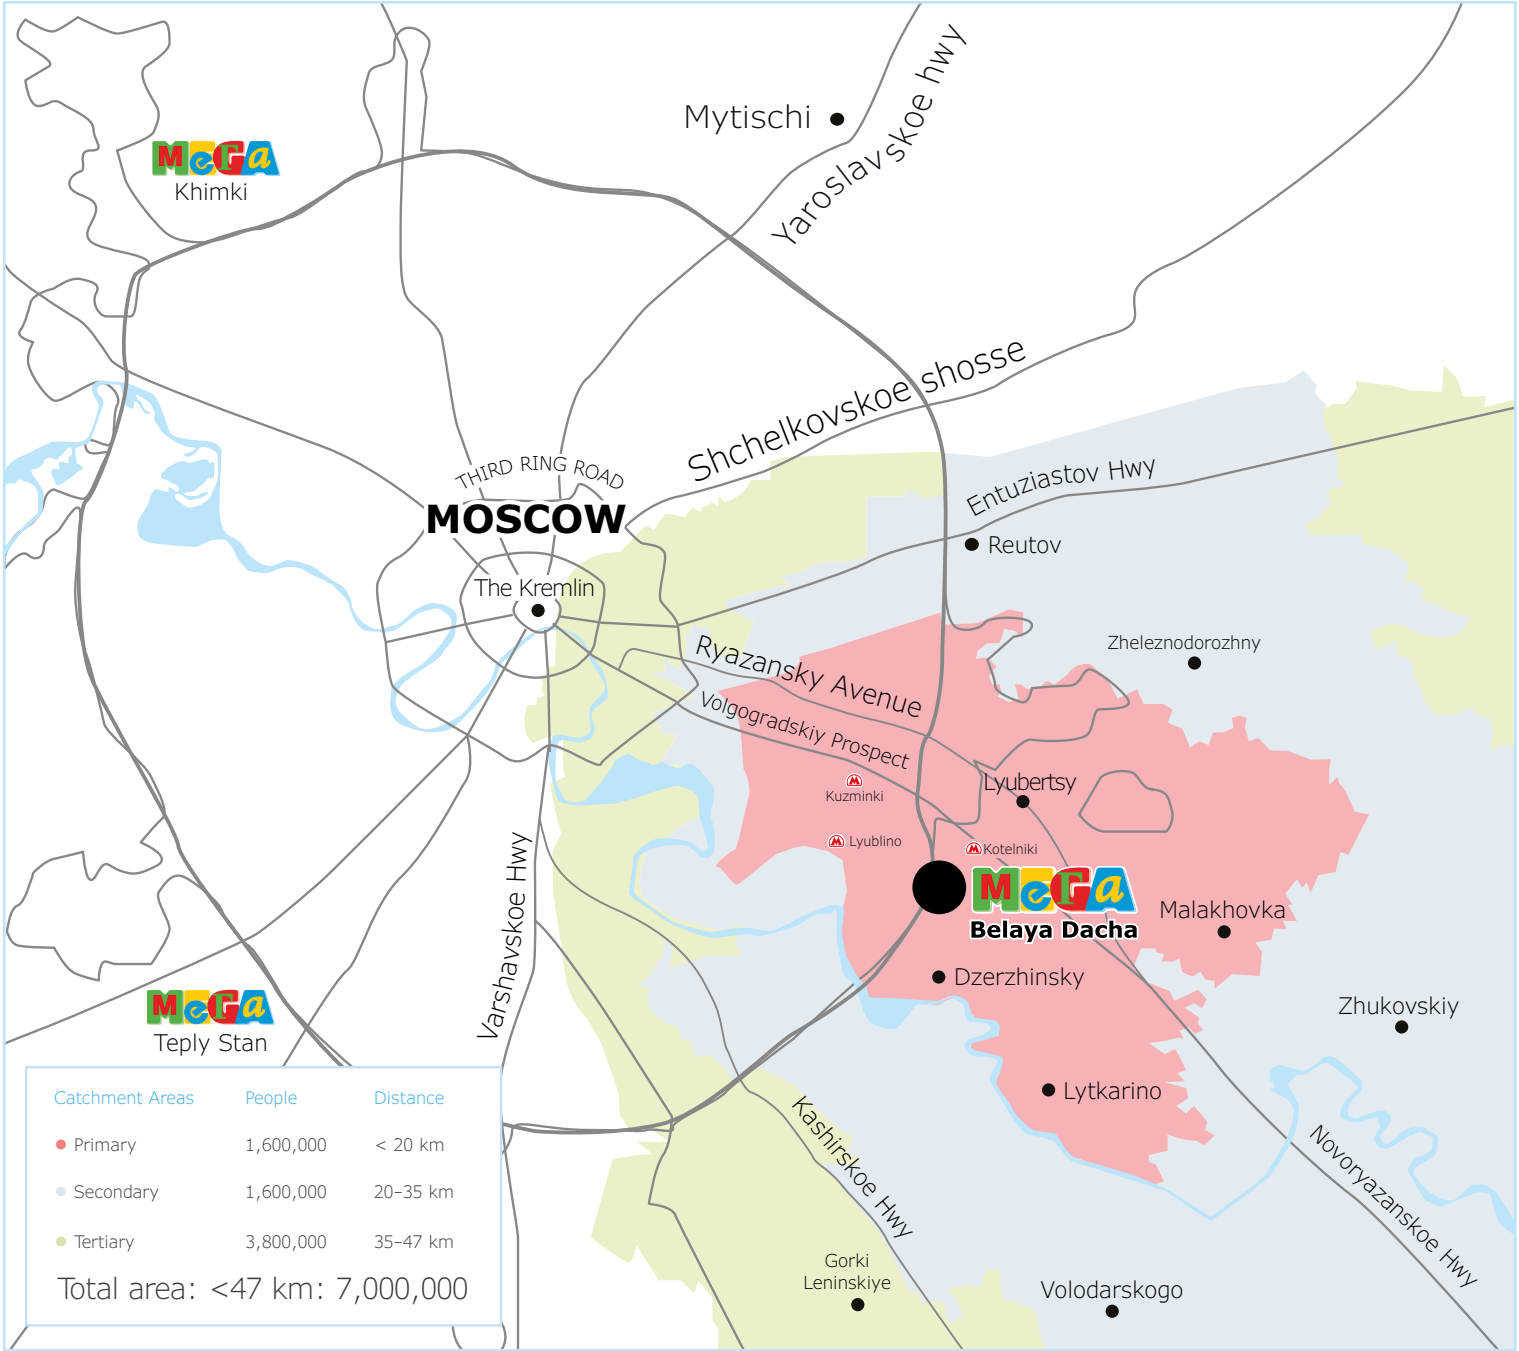 Mytischi
Yaroslavskoe hwy
MeGa
Khimki
Shchelkovskoe shosse
THIRD RING ROAD
MOSCOW
Entuziastov Hwy
Reutov
The Kremlin
Zheleznodorozhny
Ryazansky Avenue
Volgogradskiy Prospect
Lyubertsy
M
Kuzminki
M Lyublino
M Kotelniki
MeGa
Belaya Dacha
Malakhovka
Varshavskoe Hwy
Dzerzhinsky
Zhukovskiy
MeGa
Teply Stan
Lytkarino
Kashirskoe Hwy
Novoryazanskoe Hwy
Gorki
Leninskiye
Volodarskogo
Catchment Areas People Distance
Primary 1,600,000 < 20 km
Secondary 1,600,000 20–35 km
Tertiary 3,800,000 35–47 km
Total area: <47 km: 7,000,000